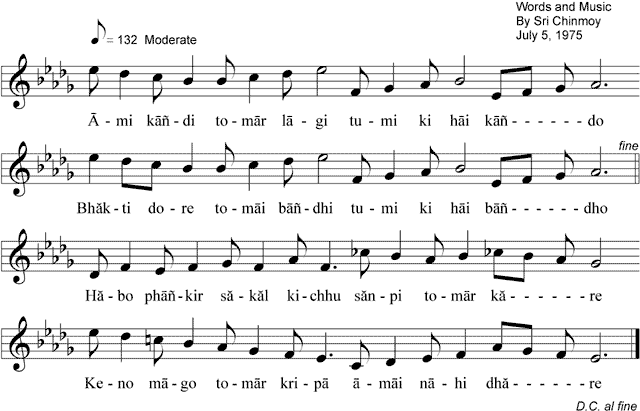 Words and Music
By Sri Chinmoy
July 5, 1975
= 132 Moderate
Ā-mi kāñ-di to-mār lā-gi tu-mi ki hāi kāñ------do
fine
Bhăk-ti do-re to-māi bāñ-dhi tu-mi ki hāi bāñ------dho
Hă-bo phāñ-kir să-kăl ki-chhu săn-pi to-mār kă------re
Ke-no mā-go to-mār kri-pā ā-māi nā-hi dhă------re
D.C. al fine